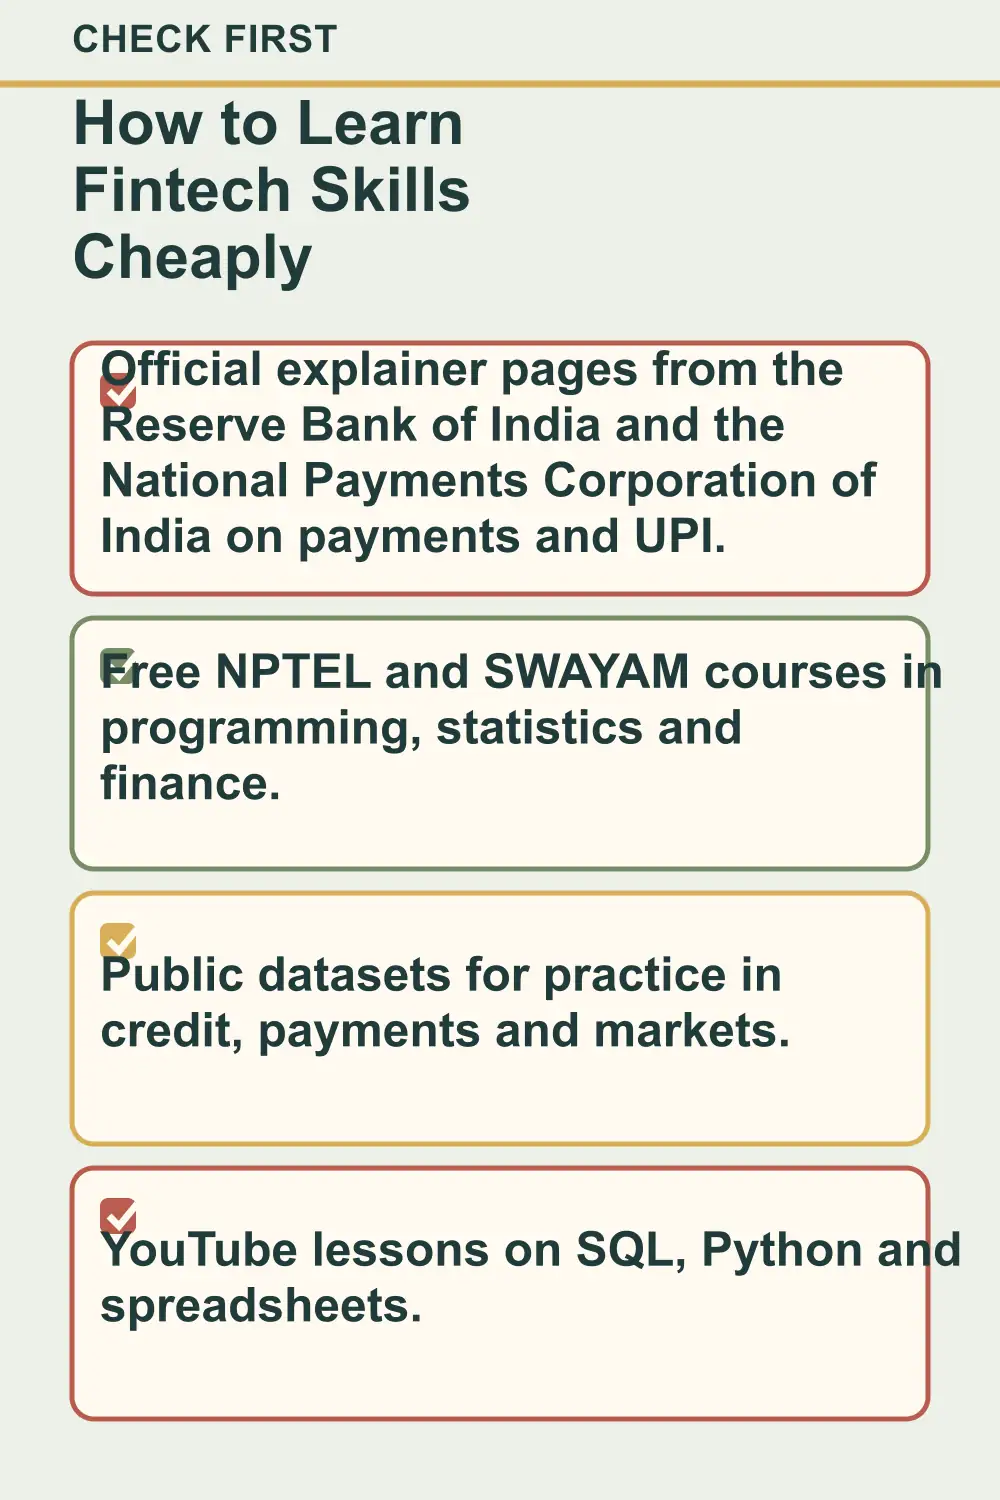 CHECK FIRST
How to Learn
Fintech Skills
Cheaply
Official explainer pages from the
Reserve Bank of India and the
National Payments Corporation of
India on payments and UPI.
Free NPTEL and SWAYAM courses in
programming, statistics and
finance.
Public datasets for practice in
credit, payments and markets.
YouTube lessons on SQL, Python and
spreadsheets.